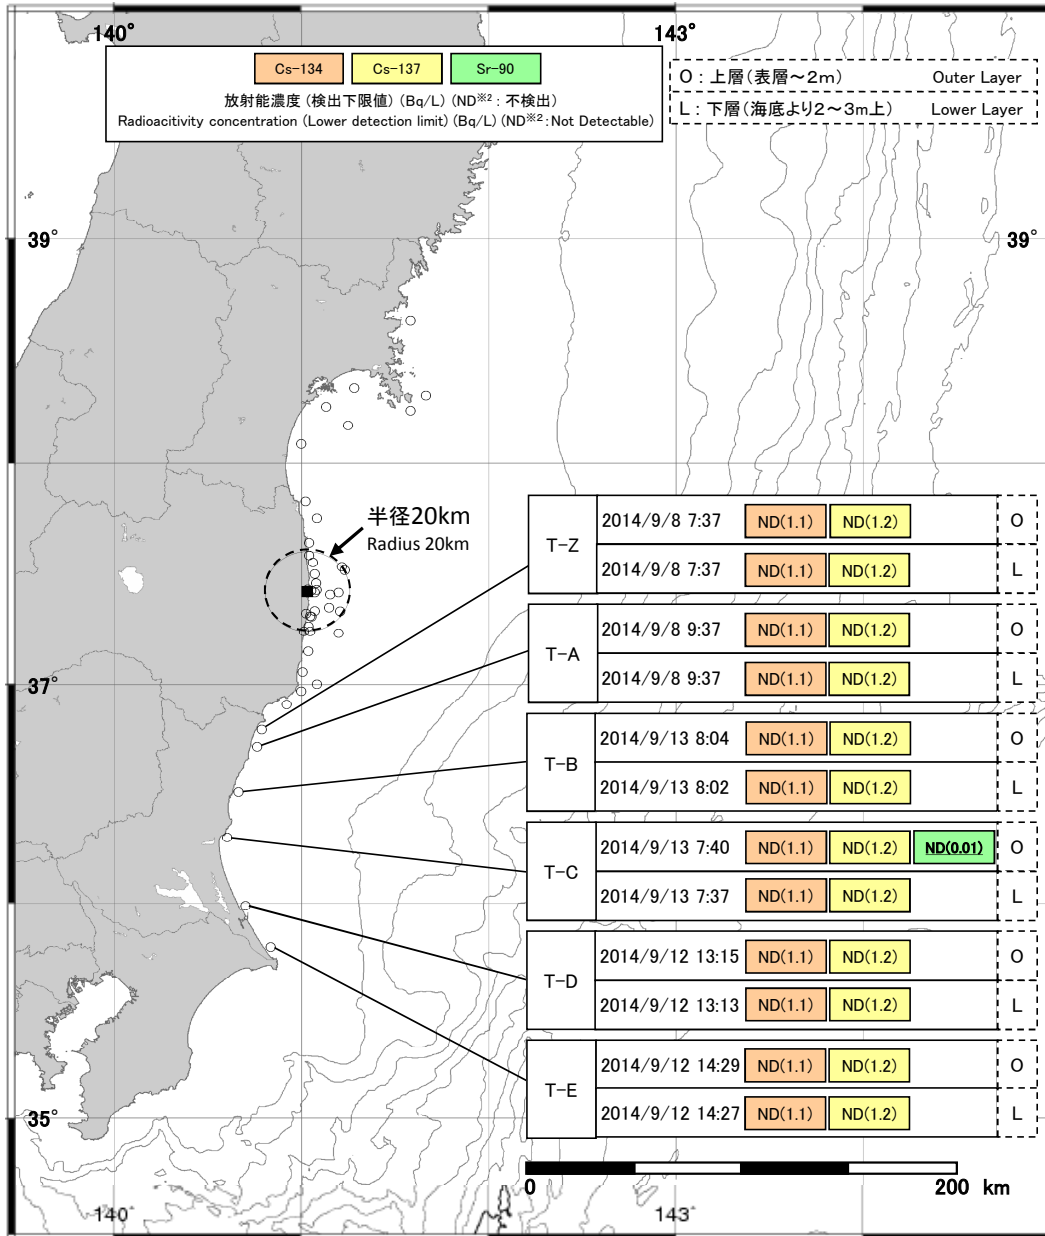 140° 143°
Cs-134 Cs-137 Sr-90
放射能濃度 (検出下限値) (Bq/L) (ND※2 : 不検出)
Radioacitivity concentration (Lower detection limit) (Bq/L) (ND※2 : Not Detectable)
O : 上層(表層～2m) Outer Layer
L : 下層(海底より2～3m上) Lower Layer
39° 39°
半径20km
Radius 20km
T-Z
2014/9/8 7:37 ND(1.1) ND(1.2) O
2014/9/8 7:37 ND(1.1) ND(1.2) L
T-A
2014/9/8 9:37 ND(1.1) ND(1.2) O
2014/9/8 9:37 ND(1.1) ND(1.2) L
37°
T-B
2014/9/13 8:04 ND(1.1) ND(1.2) O
2014/9/13 8:02 ND(1.1) ND(1.2) L
T-C
2014/9/13 7:40 ND(1.1) ND(1.2) ND(0.01) O
2014/9/13 7:37 ND(1.1) ND(1.2) L
T-D
2014/9/12 13:15 ND(1.1) ND(1.2) O
2014/9/12 13:13 ND(1.1) ND(1.2) L
T-E
2014/9/12 14:29 ND(1.1) ND(1.2) O
2014/9/12 14:27 ND(1.1) ND(1.2) L
35°
0 200 km
140° 143°